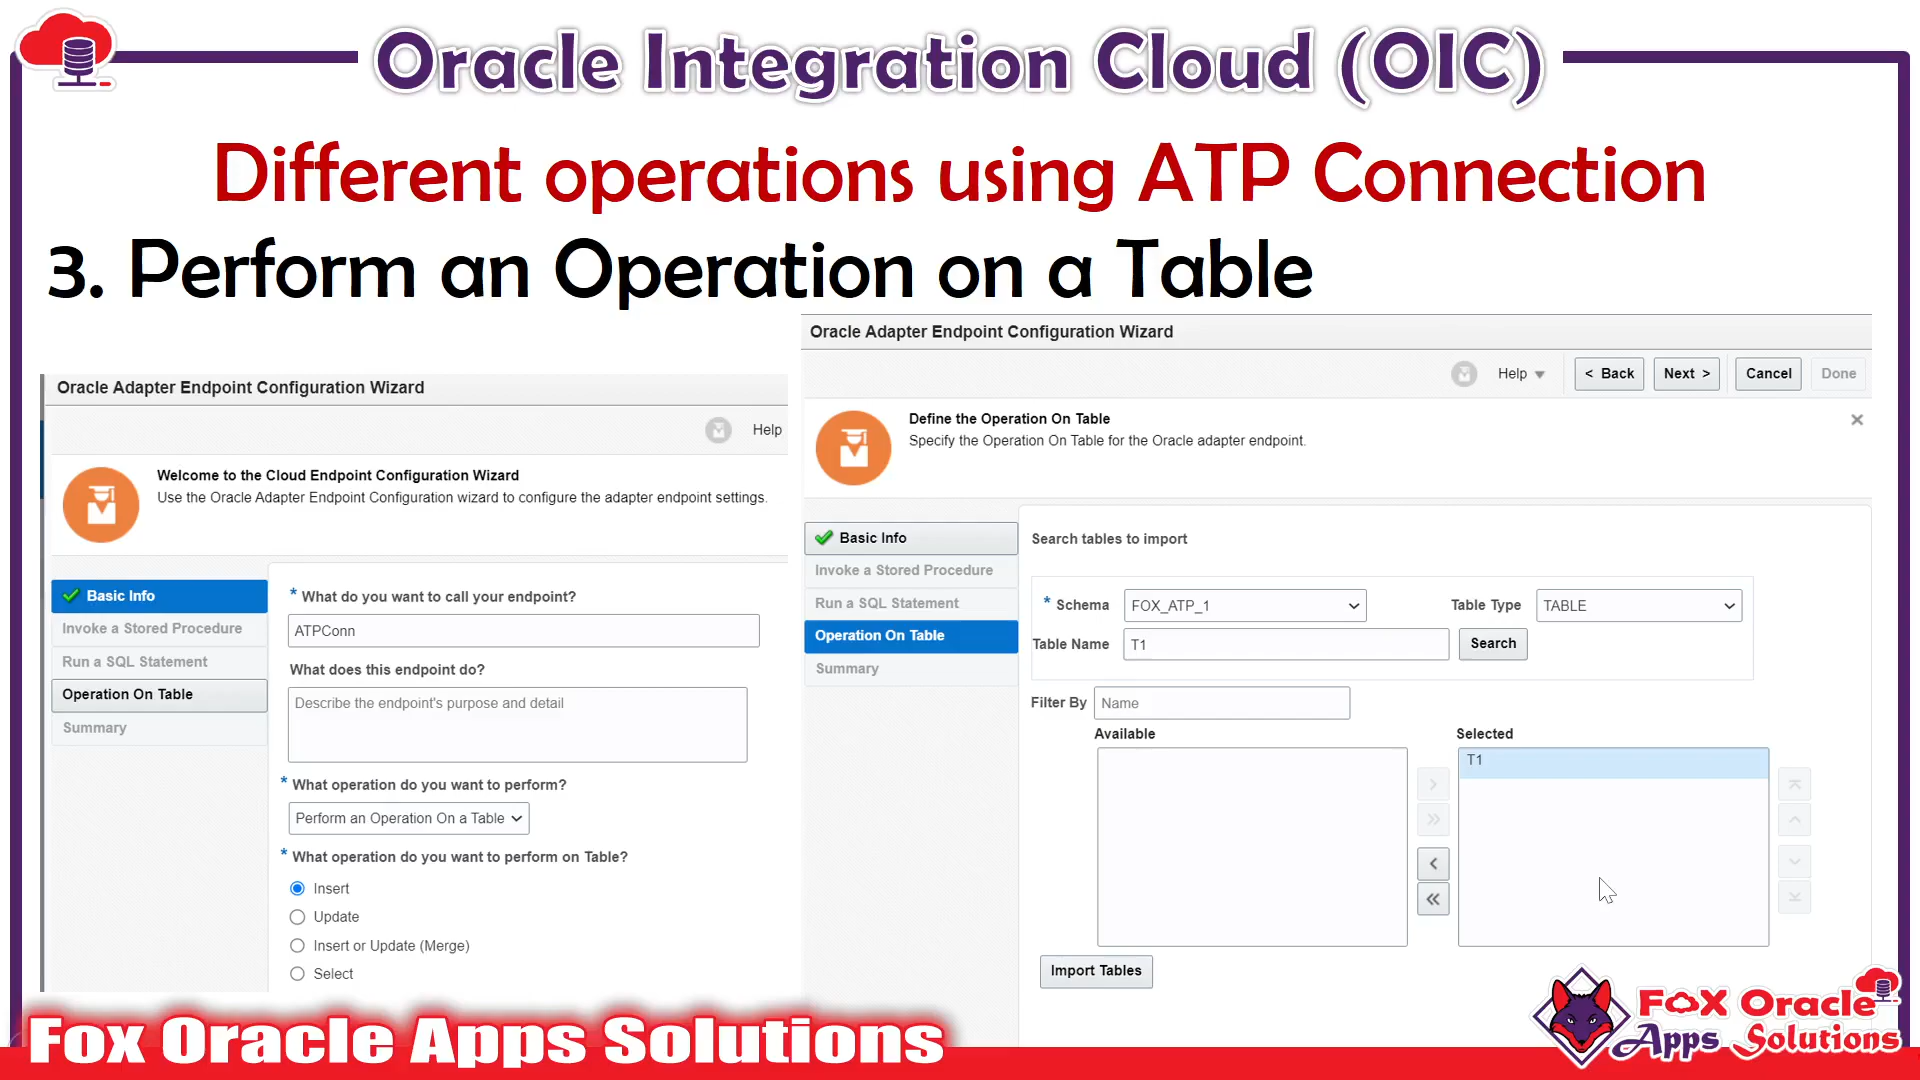 Oracle Integration Cloud (OIC)
Different operations using ATP Connection
3. Perform an Operation on a Table
Oracle Adapter Endpoint Configuration Wizard
Help
Welcome to the Cloud Endpoint Configuration Wizard
Use the Oracle Adapter Endpoint Configuration wizard to configure the adapter endpoint settings.
Basic Info
Invoke a Stored Procedure
Run a SQL Statement
Operation On Table
Summary
* What do you want to call your endpoint?
ATPConn
What does this endpoint do?
Describe the endpoint's purpose and detail
* What operation do you want to perform?
Perform an Operation On a Table
* What operation do you want to perform on Table?
Insert
Update
Insert or Update (Merge)
Select
Oracle Adapter Endpoint Configuration Wizard
Help
< Back
Next >
Cancel
Done
Define the Operation On Table
Specify the Operation On Table for the Oracle adapter endpoint.
Basic Info
Invoke a Stored Procedure
Run a SQL Statement
Operation On Table
Summary
Search tables to import
* Schema FOX_ATP_1 Table Type TABLE
Table Name T1 Search
Filter By Name
Available Selected
T1
Import Tables
Fox Oracle Apps Solutions
FOX Oracle
Apps Solutions